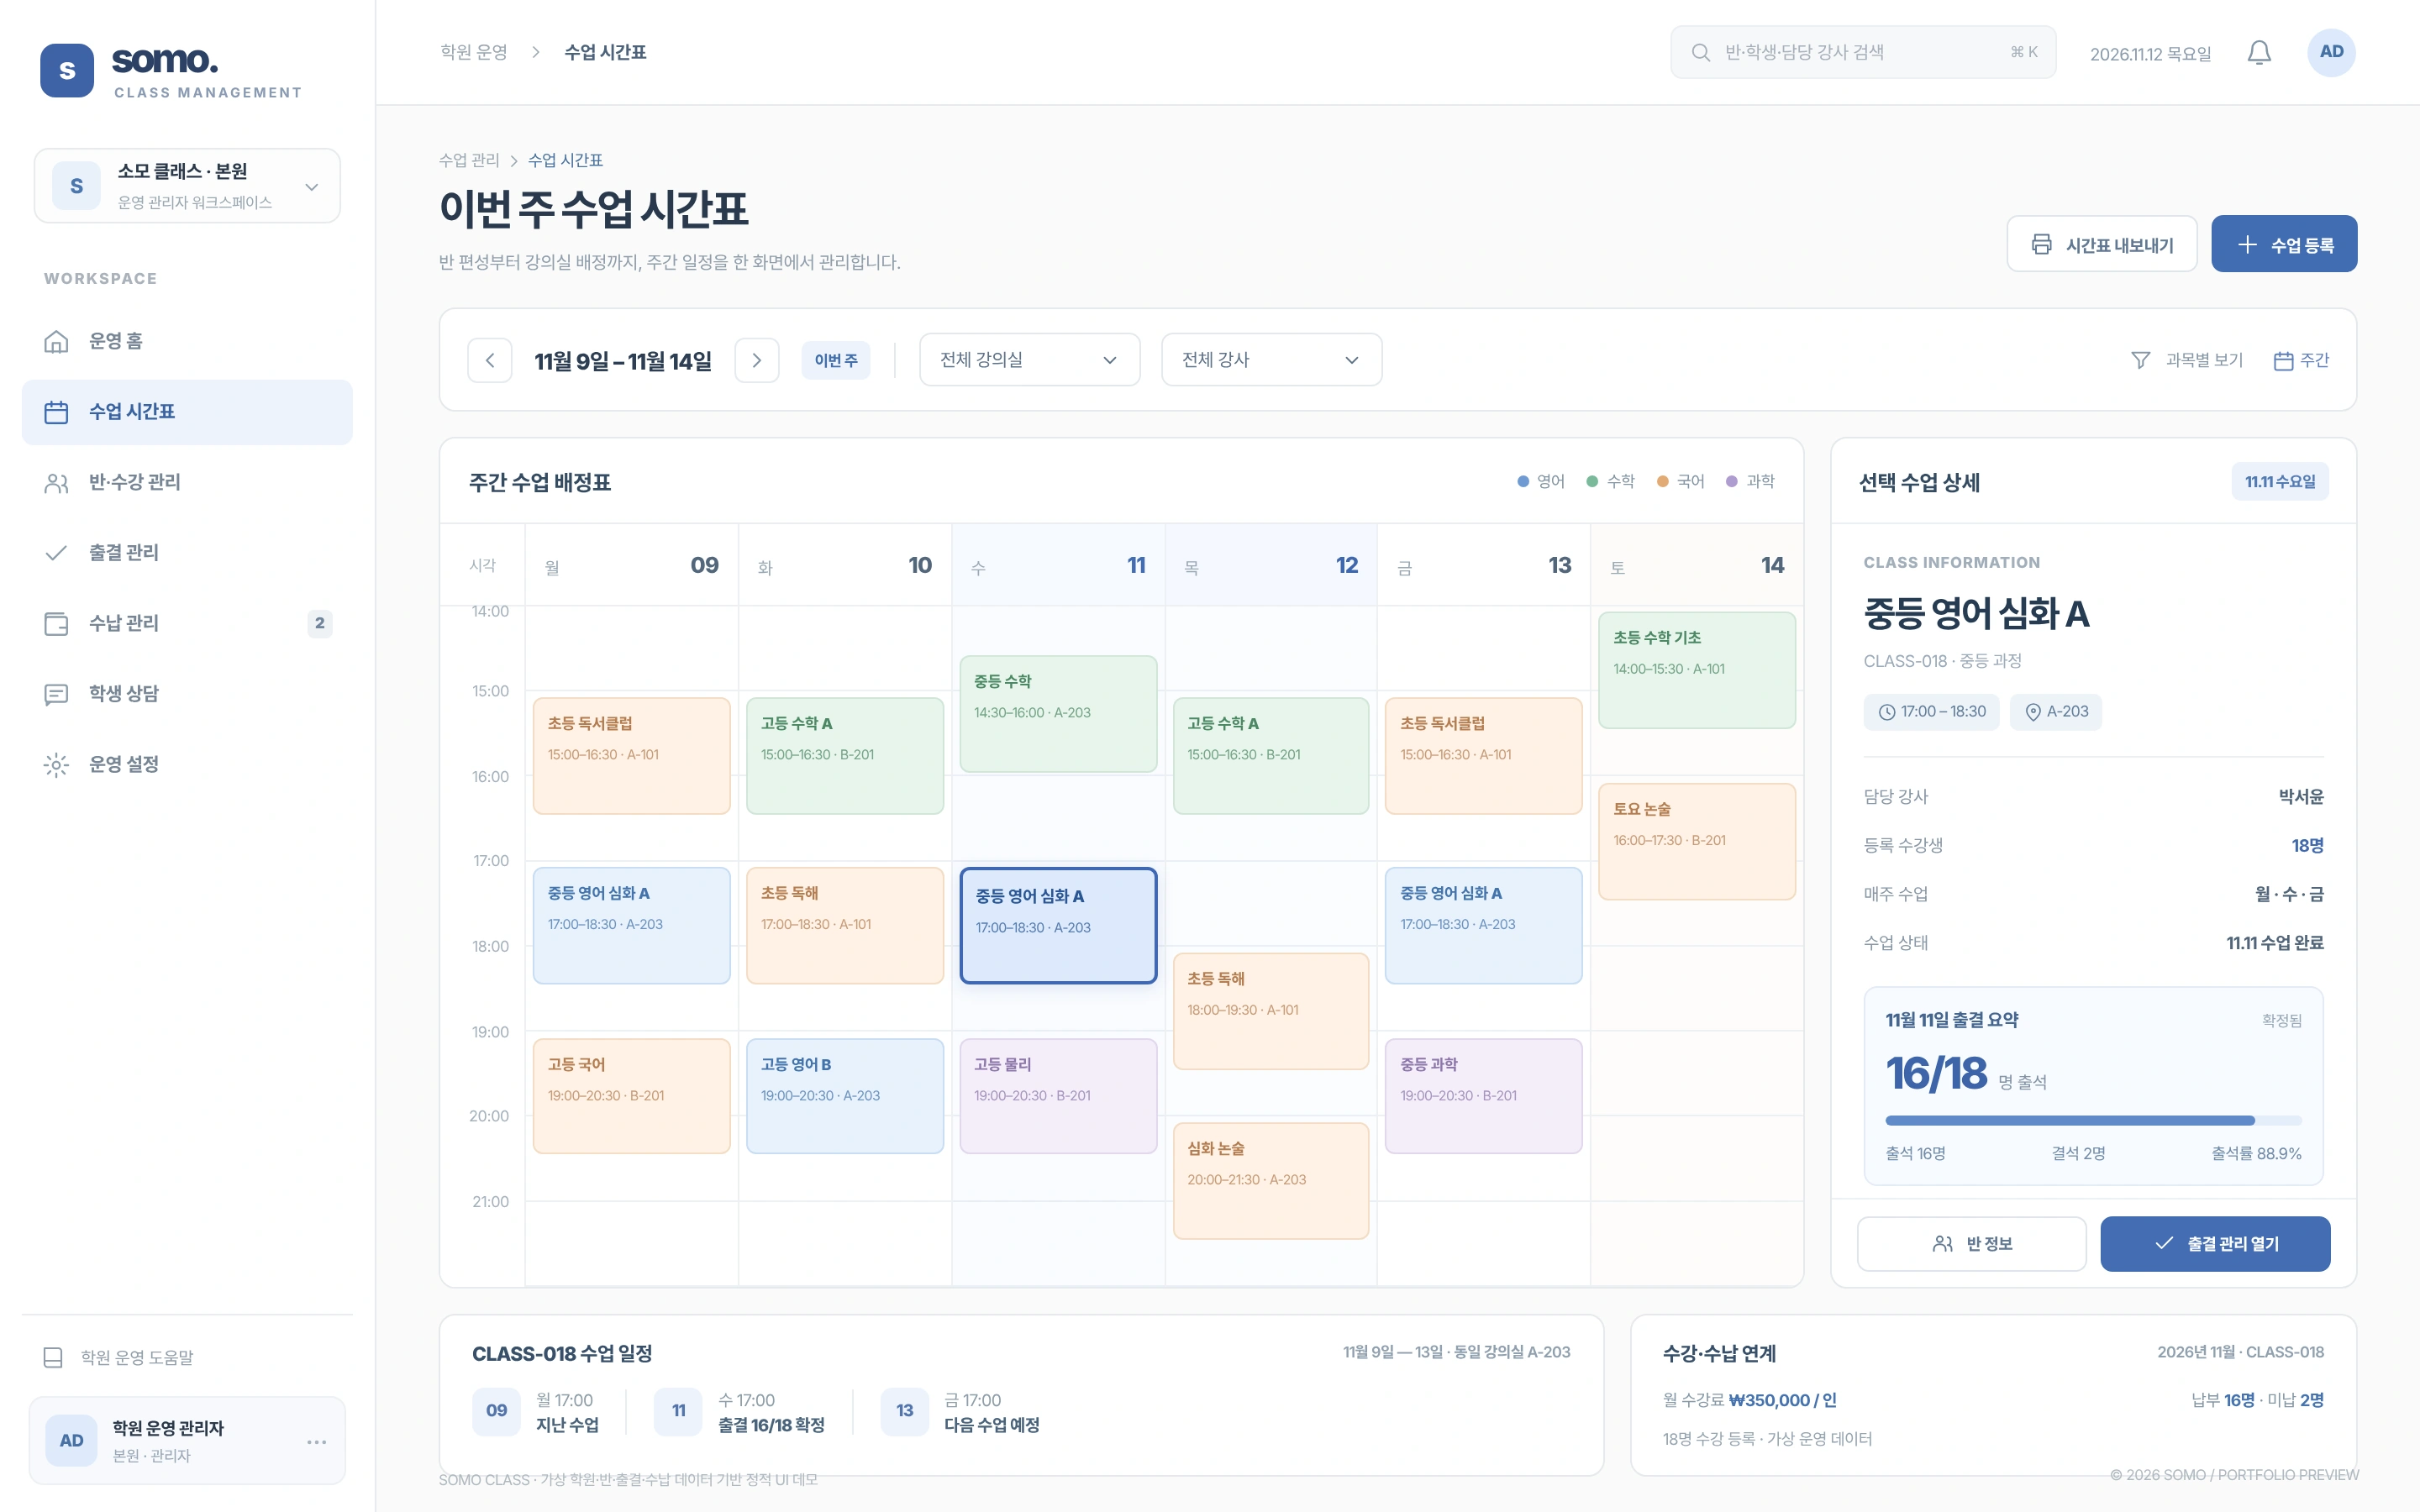 S
somo.
CLASS MANAGEMENT
S
소모 클래스 · 본원
운영 관리자 워크스페이스
WORKSPACE
운영 홈
수업 시간표
반·수강 관리
출결 관리
수납 관리
2
학생 상담
운영 설정
학원 운영 도움말
AD
학원 운영 관리자
본원 · 관리자
학원 운영
수업 시간표
반·학생·담당 강사 검색
⌘ K
2026.11.12 목요일
AD
수업 관리
수업 시간표
이번 주 수업 시간표
반 편성부터 강의실 배정까지, 주간 일정을 한 화면에서 관리합니다.
시간표 내보내기
수업 등록
11월 9일 – 11월 14일
이번 주
전체 강의실
전체 강사
과목별 보기
주간
주간 수업 배정표
영어
수학
국어
과학
시각
월 09
화 10
수 11
목 12
금 13
토 14
14:00
15:00
16:00
17:00
18:00
19:00
20:00
21:00
초등 독서클럽
15:00–16:30 · A-101
중등 영어 심화 A
17:00–18:30 · A-203
고등 국어
19:00–20:30 · B-201
고등 수학 A
15:00–16:30 · B-201
초등 독해
17:00–18:30 · A-101
고등 영어 B
19:00–20:30 · A-203
중등 수학
14:30–16:00 · A-203
중등 영어 심화 A
17:00–18:30 · A-203
고등 물리
19:00–20:30 · B-201
고등 수학 A
15:00–16:30 · B-201
초등 독해
18:00–19:30 · A-101
심화 논술
20:00–21:30 · A-203
초등 독서클럽
15:00–16:30 · A-101
중등 영어 심화 A
17:00–18:30 · A-203
중등 과학
19:00–20:30 · B-201
초등 수학 기초
14:00–15:30 · A-101
토요 논술
16:00–17:30 · B-201
선택 수업 상세
11.11 수요일
CLASS INFORMATION
중등 영어 심화 A
CLASS-018 · 중등 과정
17:00 – 18:30
A-203
담당 강사
박서윤
등록 수강생
18명
매주 수업
월 · 수 · 금
수업 상태
11.11 수업 완료
11월 11일 출결 요약
확정됨
16/18 명 출석
출석 16명
결석 2명
출석률 88.9%
반 정보
출결 관리 열기
CLASS-018 수업 일정
11월 9일 — 13일 · 동일 강의실 A-203
09
월 17:00
지난 수업
11
수 17:00
출결 16/18 확정
13
금 17:00
다음 수업 예정
수강·수납 연계
2026년 11월 · CLASS-018
월 수강료 ₩350,000 / 인
납부 16명 · 미납 2명
18명 수강 등록 · 가상 운영 데이터
SOMO CLASS · 가상 학원·반·출결·수납 데이터 기반 정적 UI 데모
© 2026 SOMO / PORTFOLIO PREVIEW